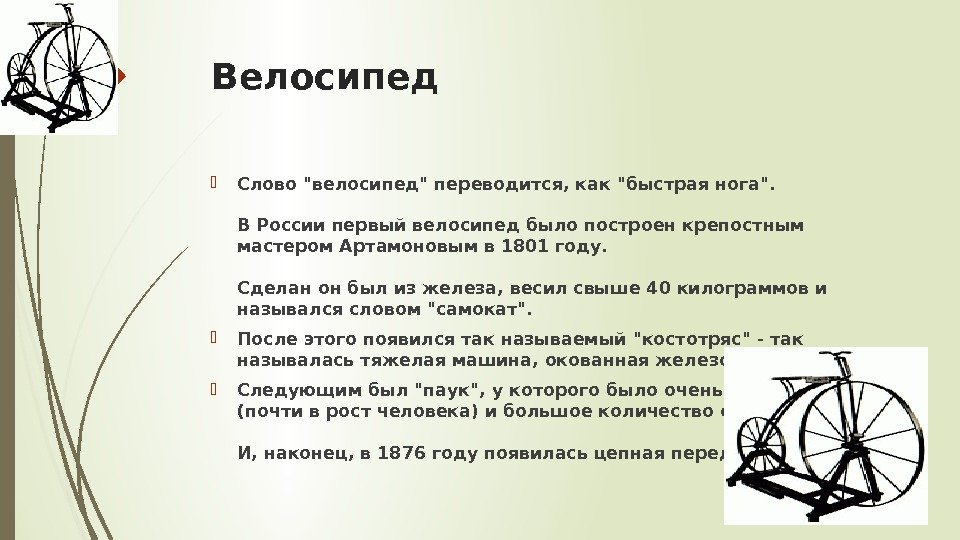 Велосипед
Слово "велосипед" переводится, как "быстрая нога".
В России первый велосипед было построен крепостным
мастером Артамоновым в 1801 году.
Сделан он был из железа, весил свыше 40 килограммов и
назывался словом "самокат".
После этого появился так называемый "костотряс" - так
называлась тяжелая машина, окованная
Следующим был "паук", у которого было очень
(почти в рост человека) и большое количество
И, наконец, в 1876 году появилась цепная